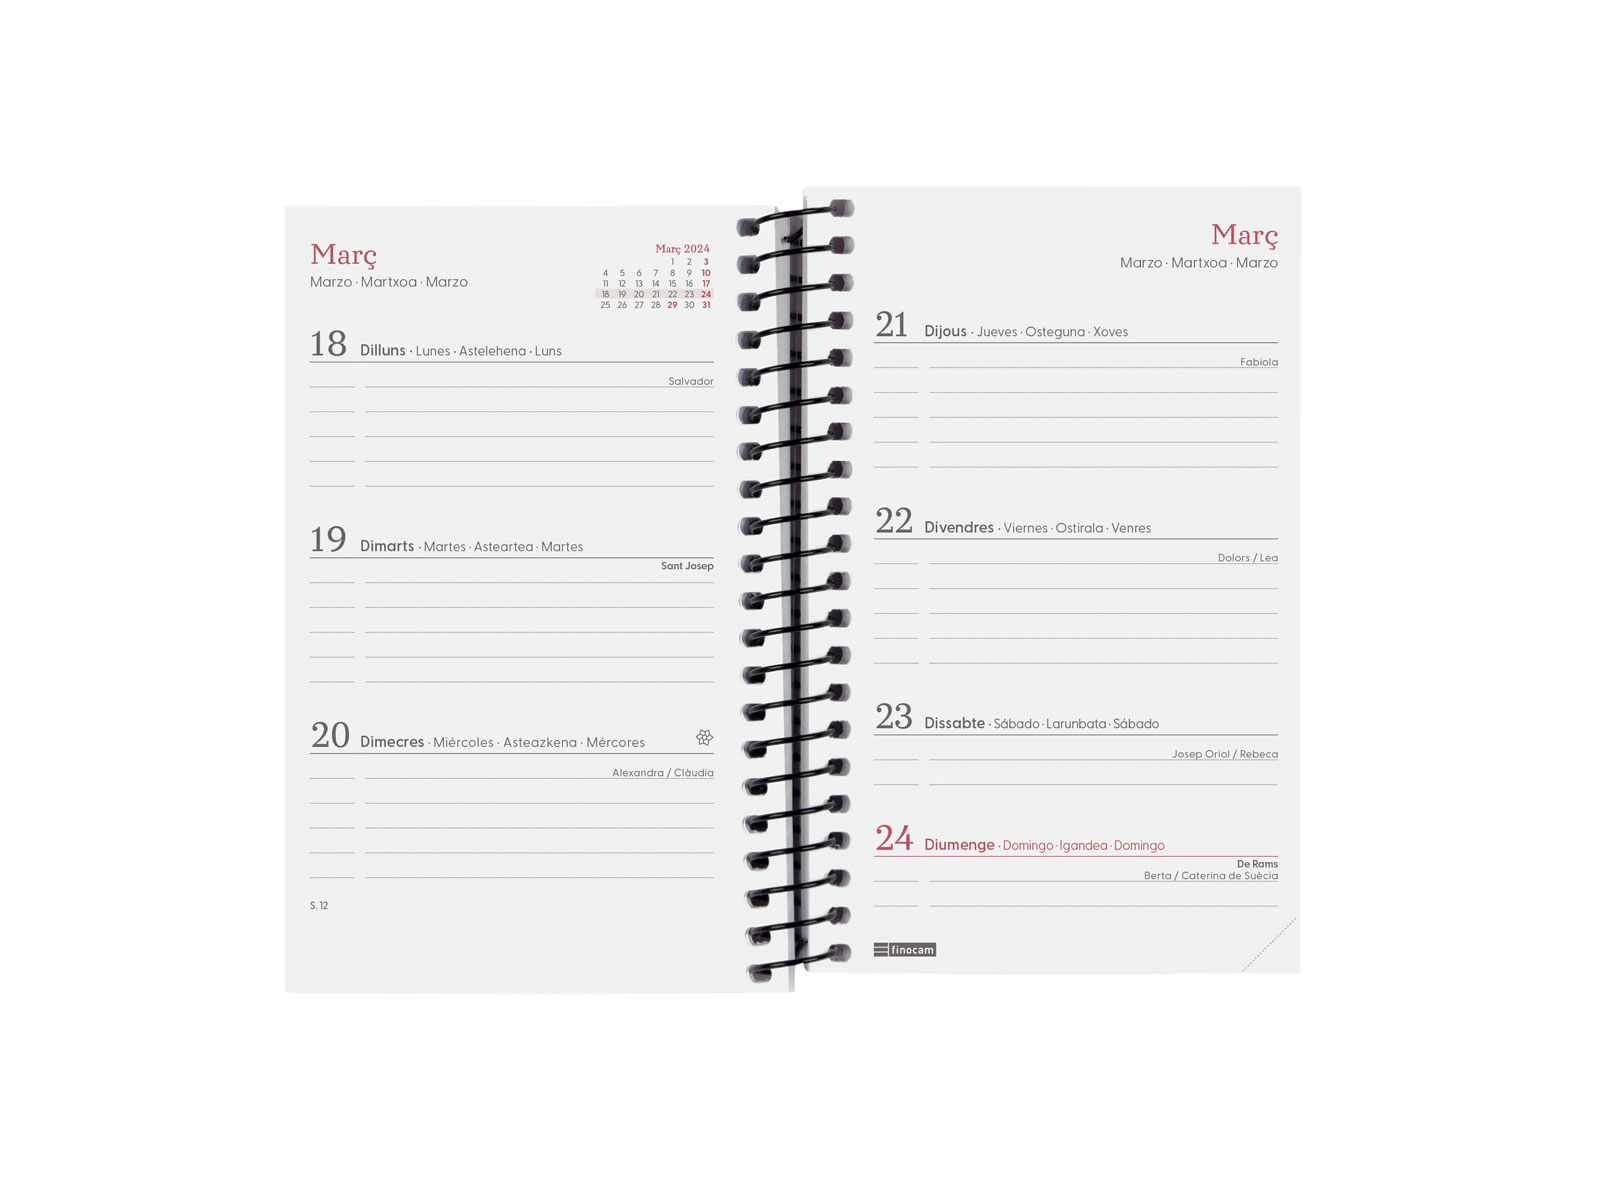 Març
Marzo · Martxoa · Marzo
Març 2024
1 2 3
4 5 6 7 8 9 10
11 12 13 14 15 16 17
18 19 20 21 22 23 24
25 26 27 28 29 30 31
18 Dilluns · Lunes · Astelehena · Luns
Salvador
19 Dimarts · Martes · Asteartea · Martes
Sant Josep
20 Dimecres · Miércoles · Asteazkena · Mércores
Alexandra / Clàudia
S. 12
Març
Marzo · Martxoa · Marzo
21 Dijous · Jueves · Osteguna · Xoves
Fabiola
22 Divendres · Viernes · Ostirala · Venres
Dolors / Lea
23 Dissabte · Sábado · Larunbata · Sábado
Josep Oriol / Rebeca
24 Diumenge · Domingo · Igandea · Domingo
De Rams
Berta / Caterina de Suècia
finocam